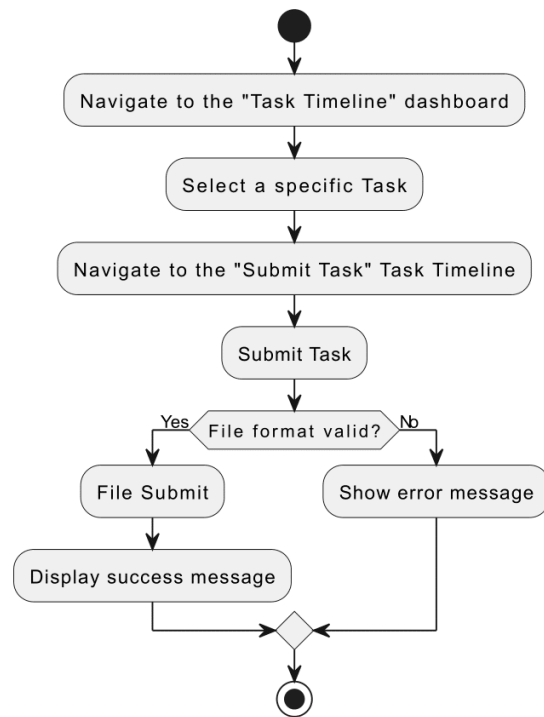 Navigate to the "Task Timeline" dashboard
Select a specific Task
Navigate to the "Submit Task" Task Timeline
Submit Task
Yes
File format valid?
No
File Submit
Show error message
Display success message